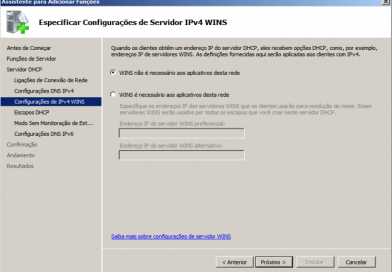 Assistente para Adicionar Funções
Especificar Configurações de Servidor IPv4 WINS
Antes de Começar
Funções de Servidor
Servidor DHCP
Ligações de Conexão de Rede
Configurações DNS IPv4
Configurações de IPv4 WINS
Escopos DHCP
Modo Sem Monitoração de Est...
Configurações DNS IPv6
Confirmação
Andamento
Resultados
Quando os clientes obtêm um endereço IP do servidor DHCP, eles recebem opções DHCP, como, por exemplo,
endereço IP de servidores WINS. As definições fornecidas aqui serão aplicadas aos clientes com IPv4.
WINS não é necessário aos aplicativos desta rede
WINS é necessário aos aplicativos desta rede
Especifique os endereços IP dos servidores WINS que os clientes usarão para resolução de nome. Esses
servidores WINS serão usados por todos os escopos que você criar neste servidor DHCP.
Endereço IP do servidor WINS preferencial:
Endereço IP do servidor WINS alternativo:
Saiba mais sobre configurações de servidor WINS
< Anterior
Próximo >
Instalar
Cancelar